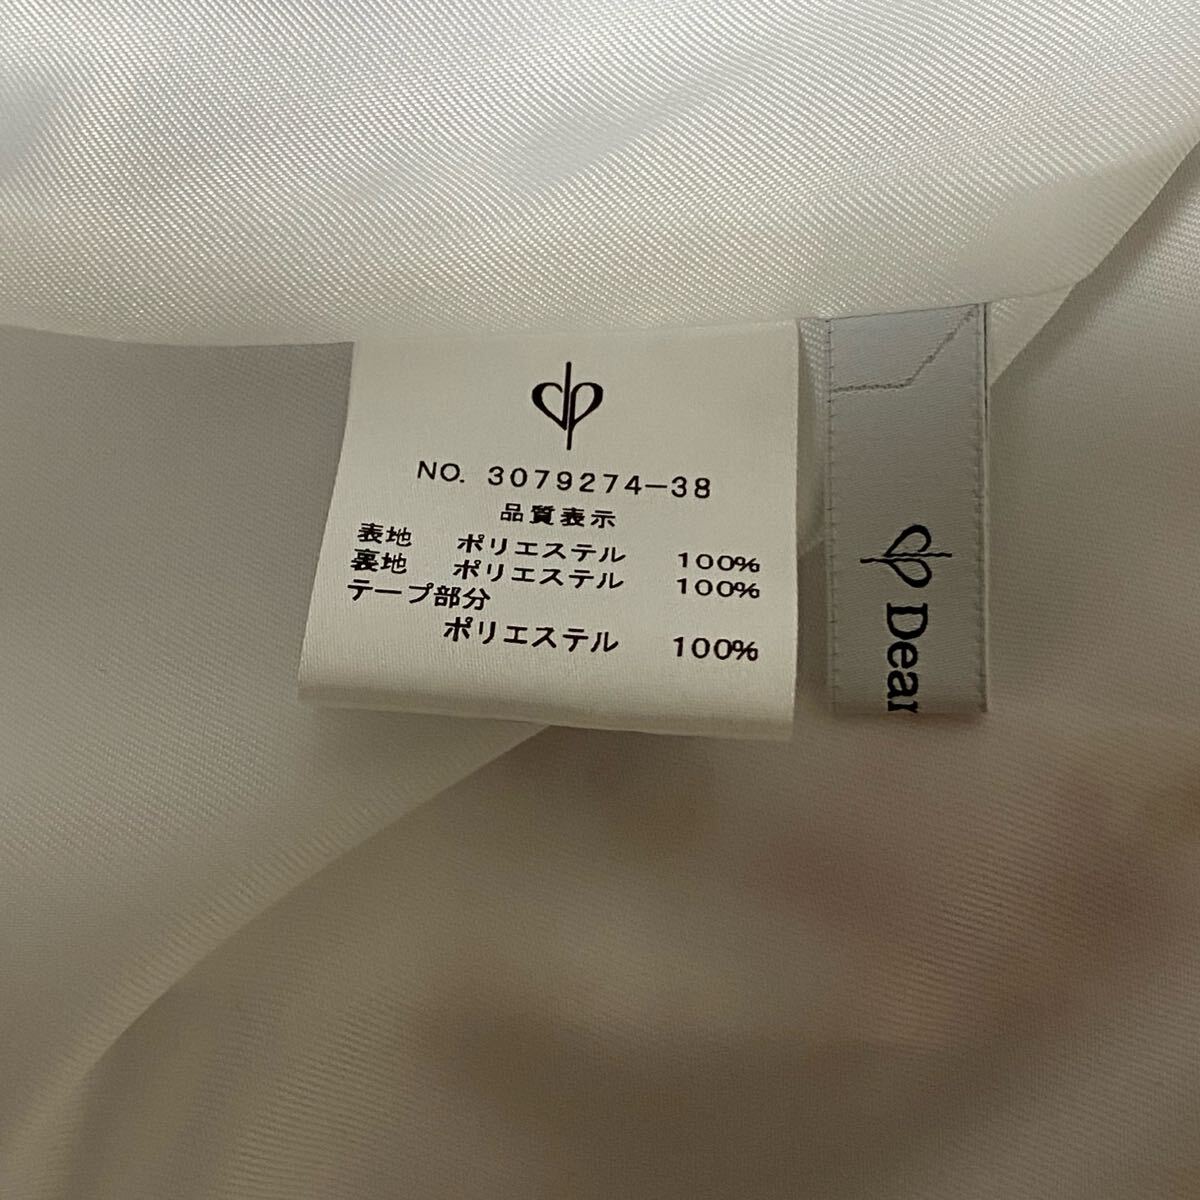 NO. 3079274-38
品質表示
表地 ポリエステル 100%
裏地 ポリエステル 100%
テープ部分
ポリエステル 100%
Dear